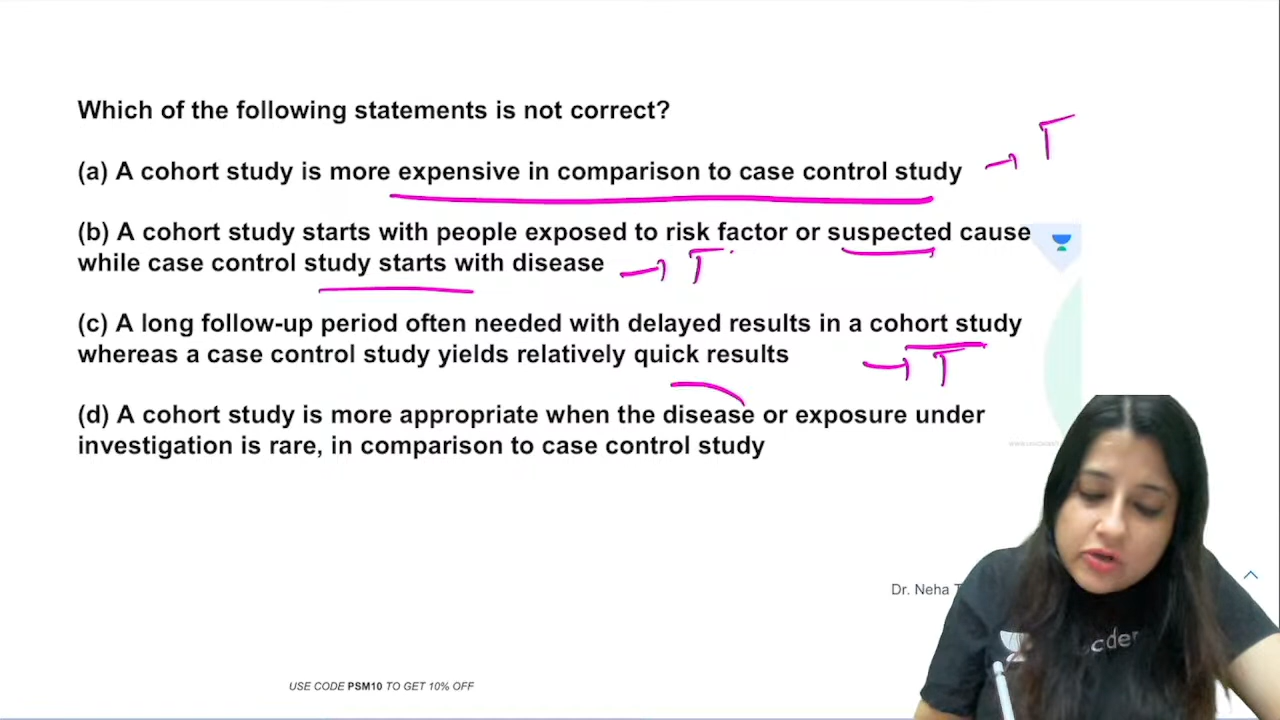 Which of the following statements is not correct?
(a) A cohort study is more expensive in comparison to case control study → T
(b) A cohort study starts with people exposed to risk factor or suspected cause
while case control study starts with disease → T
(c) A long follow-up period often needed with delayed results in a cohort study
whereas a case control study yields relatively quick results → T
(d) A cohort study is more appropriate when the disease or exposure under
investigation is rare, in comparison to case control study
Dr. Neha
USE CODE PSM10 TO GET 10% OFF